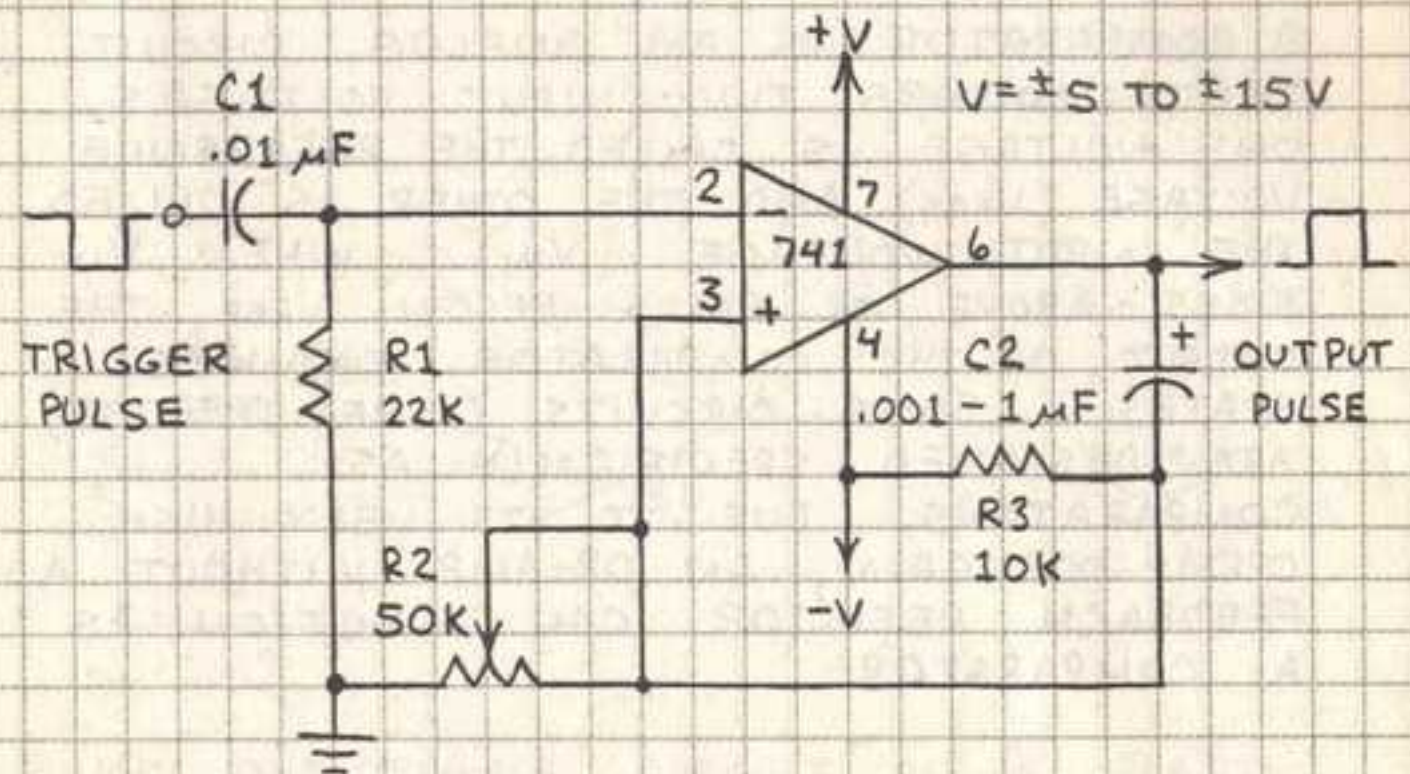 +V
V=±5 TO ±15V
C1
.01 µF
2
7
−
741
6
3
+
4
TRIGGER
PULSE
R1
22K
C2
.001 - 1 µF
+
OUTPUT
PULSE
R3
10K
R2
50K
-V